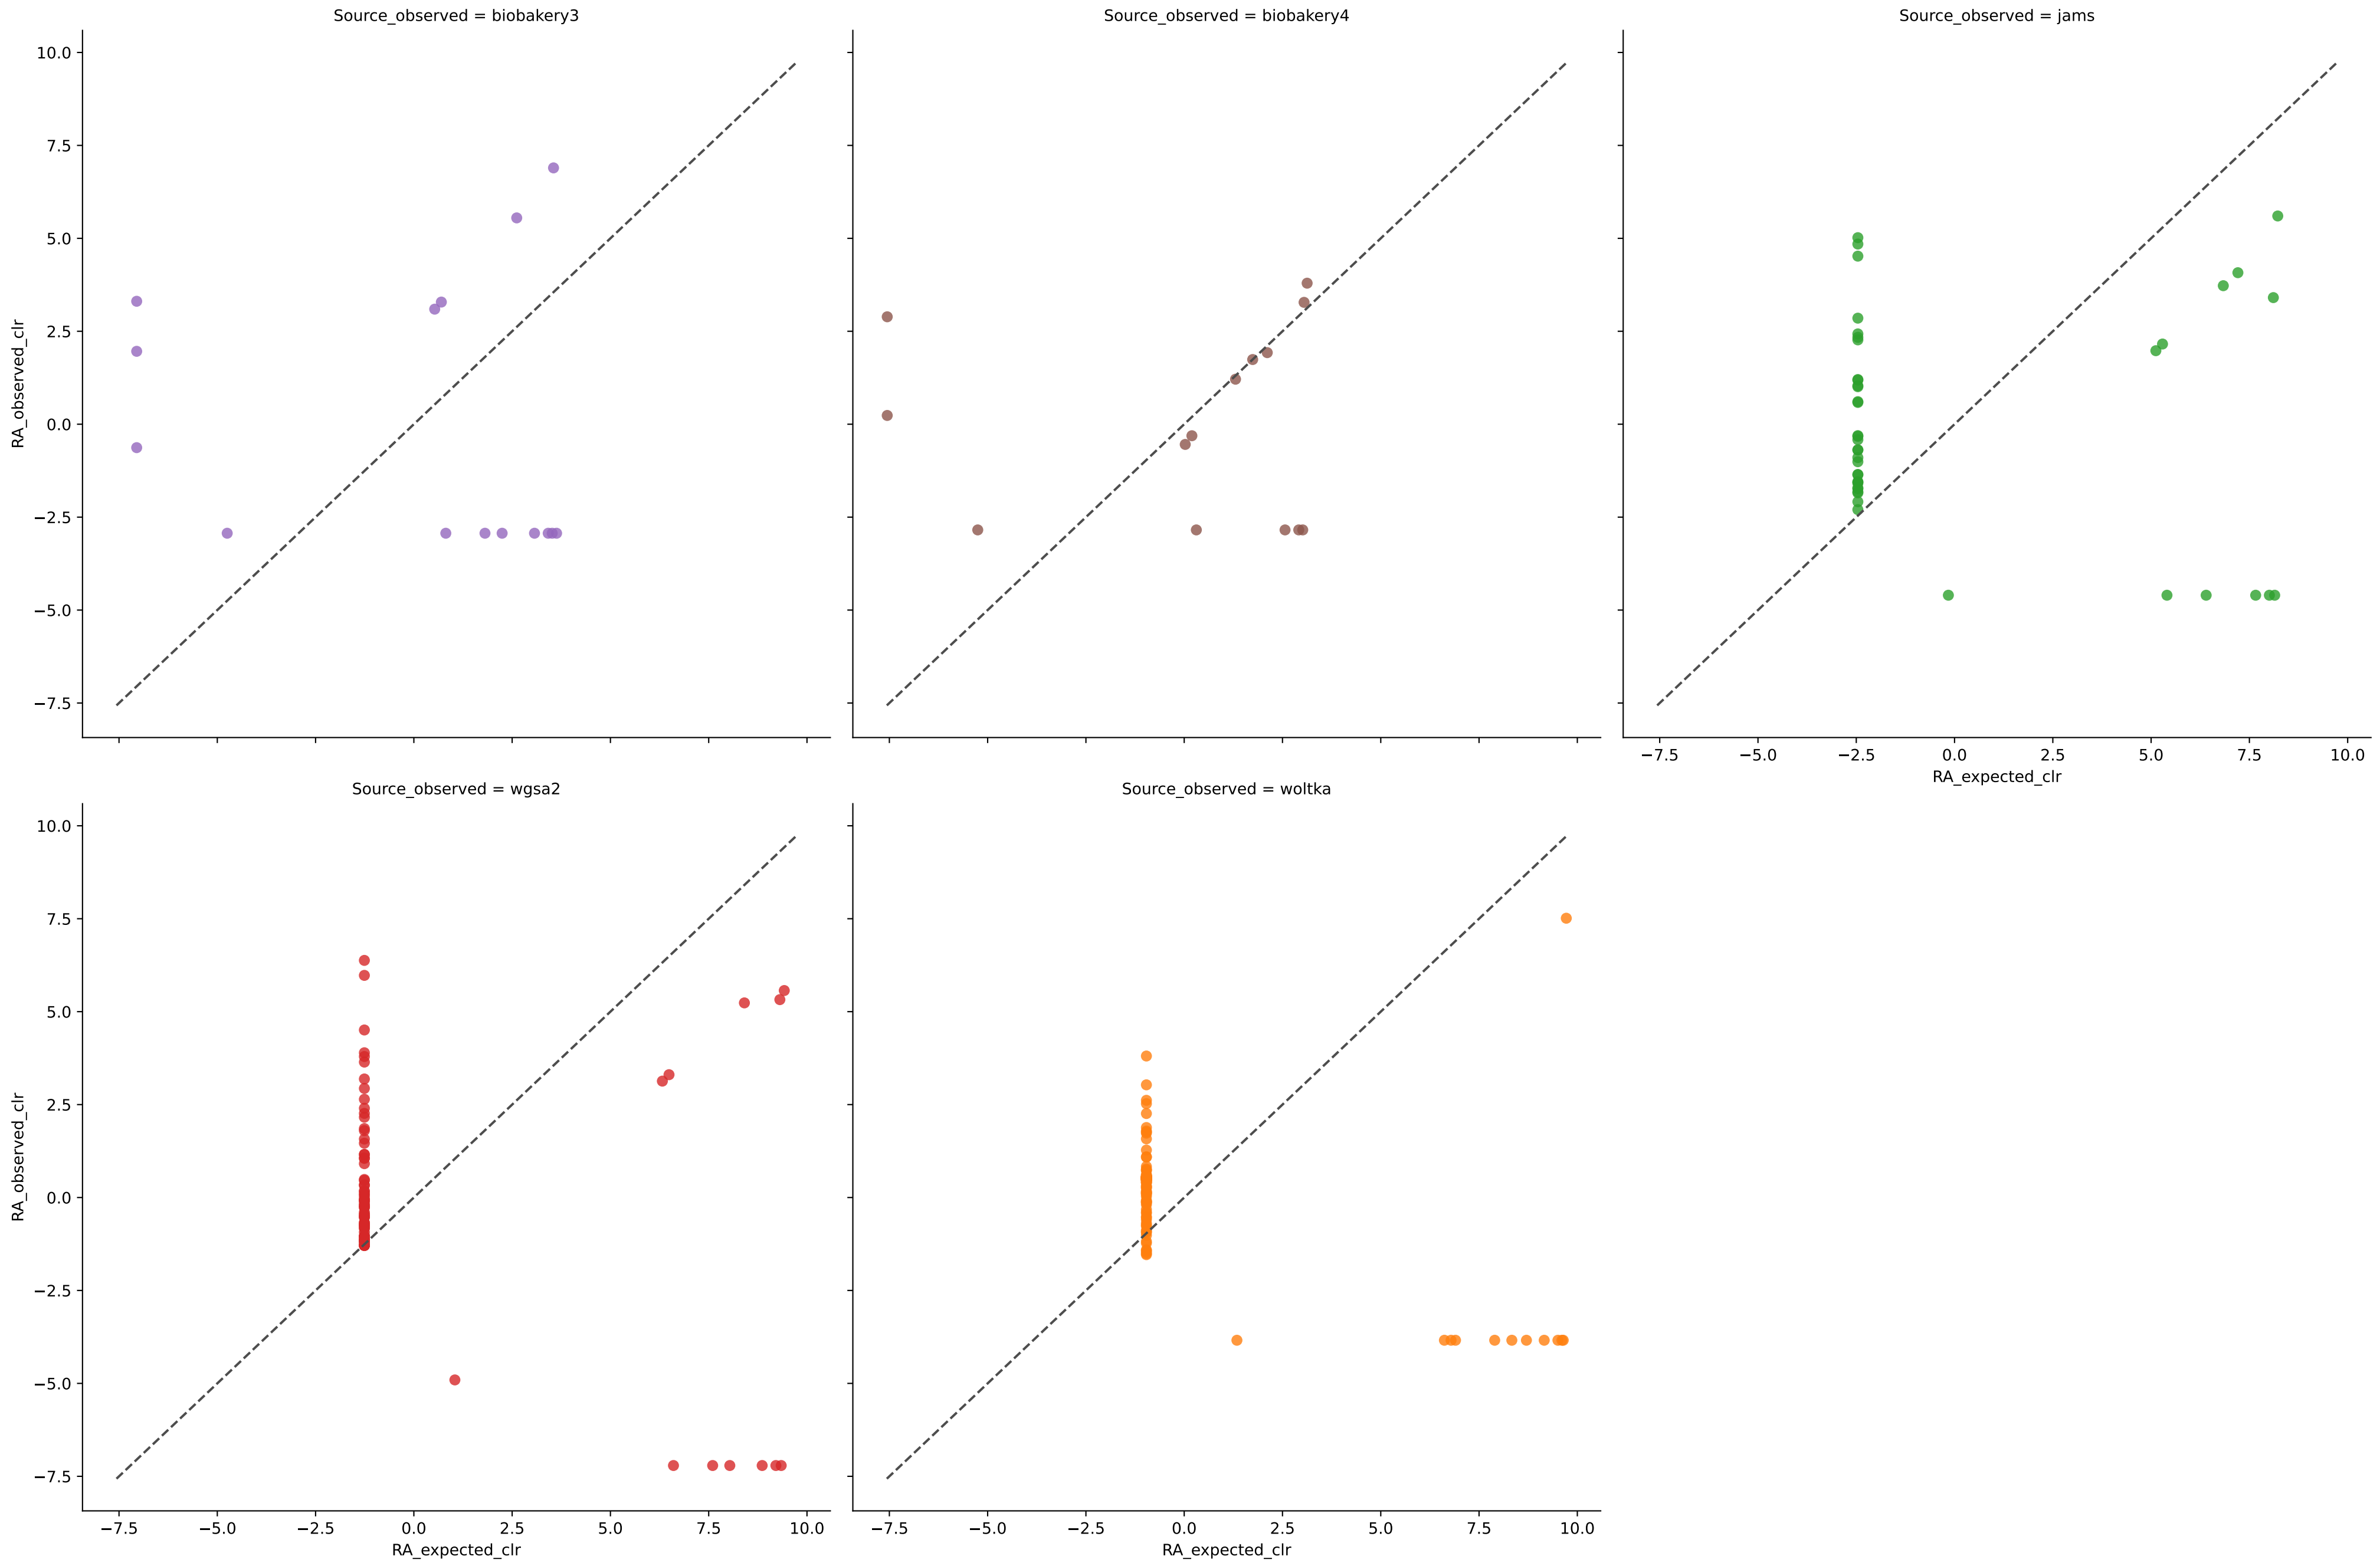 Source_observed = biobakery3
Source_observed = biobakery4
Source_observed = jams
10.0
7.5
5.0
2.5
0.0
−2.5
−5.0
−7.5
RA_observed_clr
−7.5 −5.0 −2.5 0.0 2.5 5.0 7.5 10.0
RA_expected_clr
Source_observed = wgsa2
Source_observed = woltka
10.0
7.5
5.0
2.5
0.0
−2.5
−5.0
−7.5
RA_observed_clr
−7.5 −5.0 −2.5 0.0 2.5 5.0 7.5 10.0
RA_expected_clr
−7.5 −5.0 −2.5 0.0 2.5 5.0 7.5 10.0
RA_expected_clr